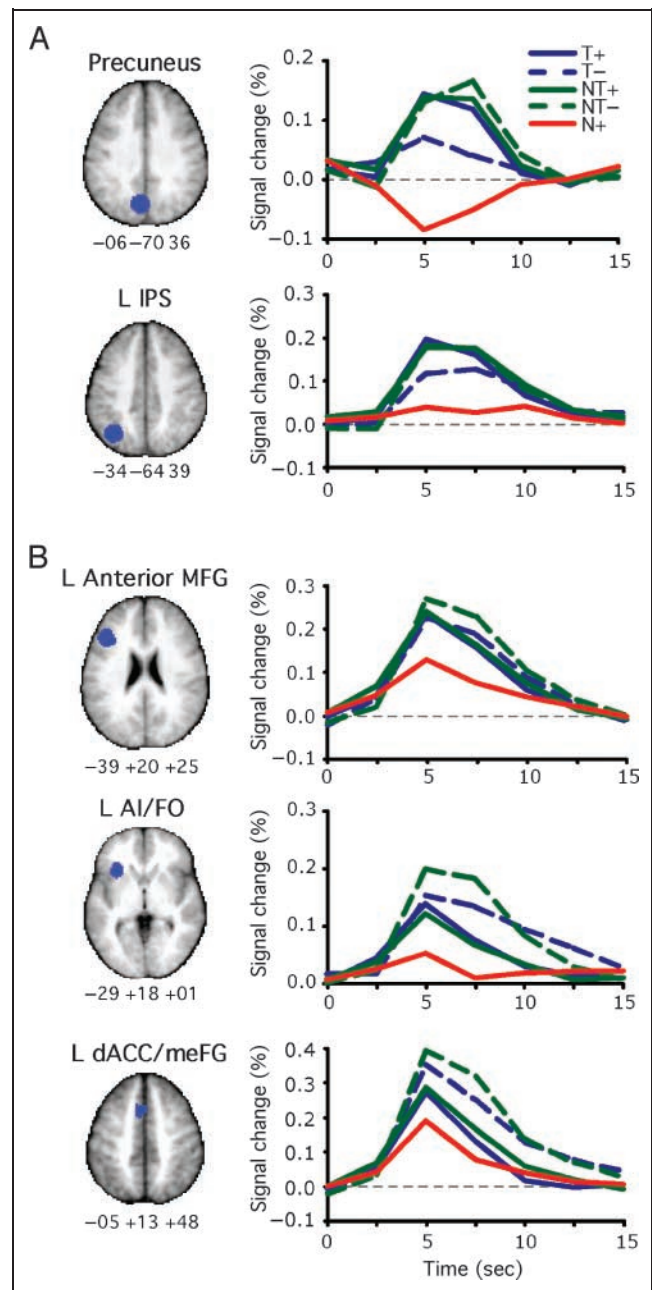 A
Precuneus
−06 −70 36
Signal change (%)
0.2
0.1
0.0
−0.1
0 5 10 15
T+
T−
NT+
NT−
N+
L IPS
−34 −64 39
Signal change (%)
0.3
0.2
0.1
0.0
−0.1
0 5 10 15
B
L Anterior MFG
−39 +20 +25
Signal change (%)
0.3
0.2
0.1
0.0
−0.1
0 5 10 15
L AI/FO
−29 +18 +01
Signal change (%)
0.3
0.2
0.1
0.0
0 5 10 15
L dACC/meFG
−05 +13 +48
Signal change (%)
0.4
0.3
0.2
0.1
0.0
−0.1
0 5 10 15
Time (sec)